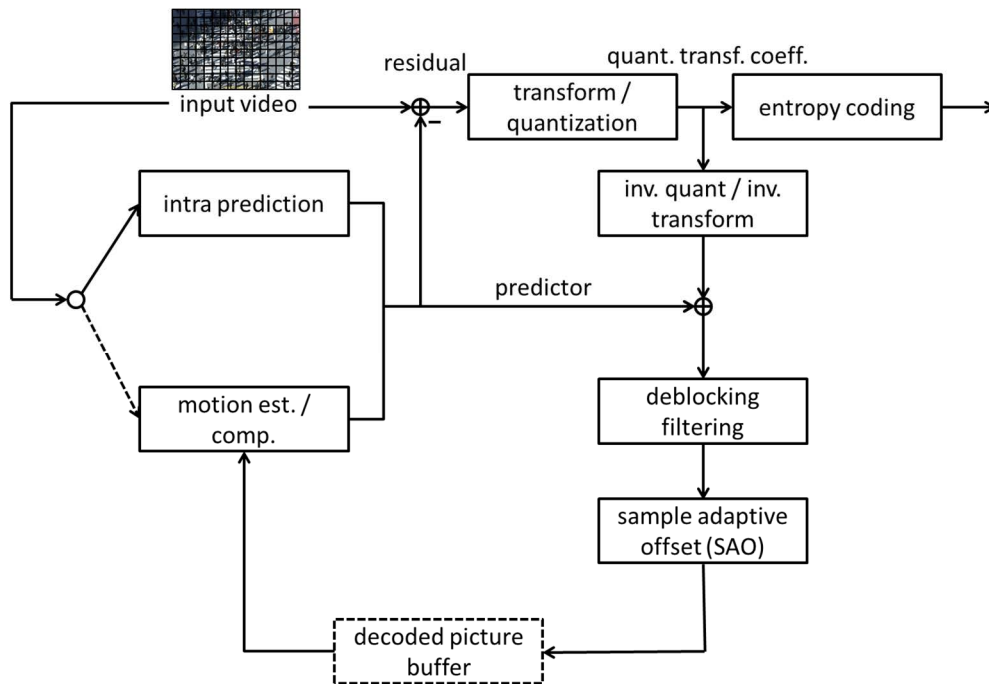 residual
quant. transf. coeff.
input video
transform /
quantization
entropy coding
–
intra prediction
inv. quant / inv.
transform
predictor
motion est. /
comp.
deblocking
filtering
sample adaptive
offset (SAO)
decoded picture
buffer